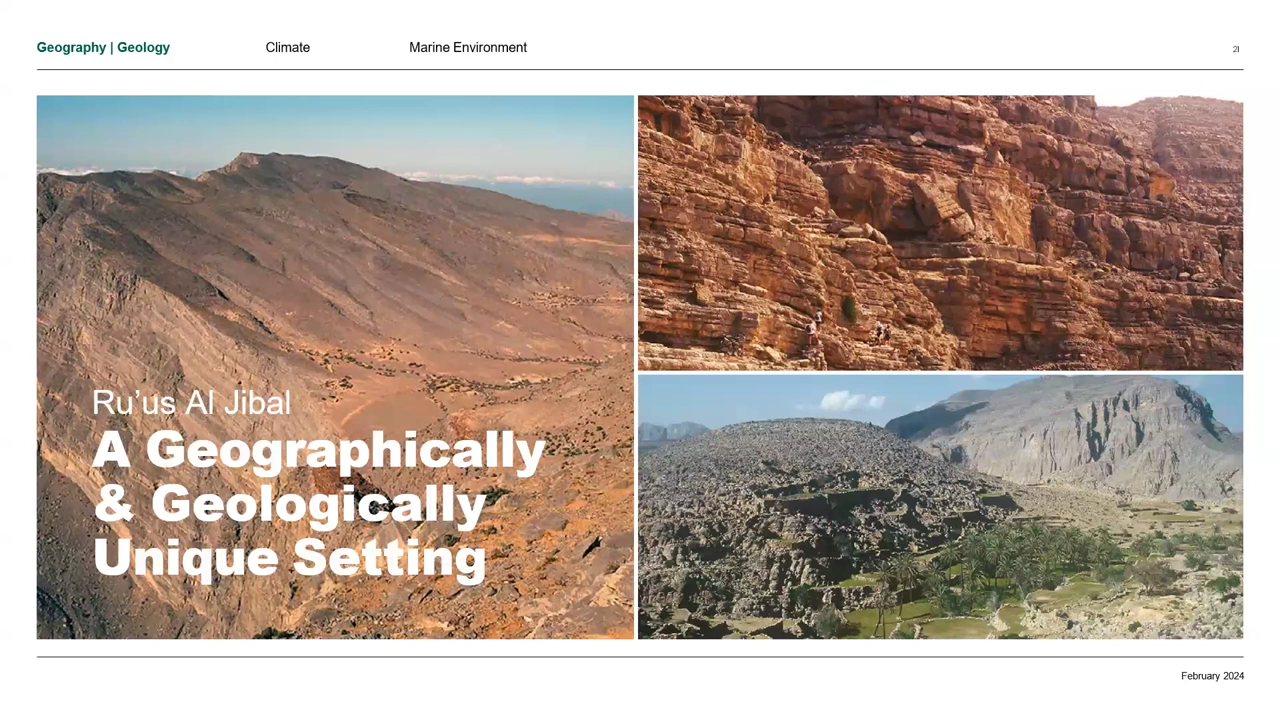 Geography | Geology Climate Marine Environment 21
Ru’us Al Jibal
A Geographically
& Geologically
Unique Setting
February 2024